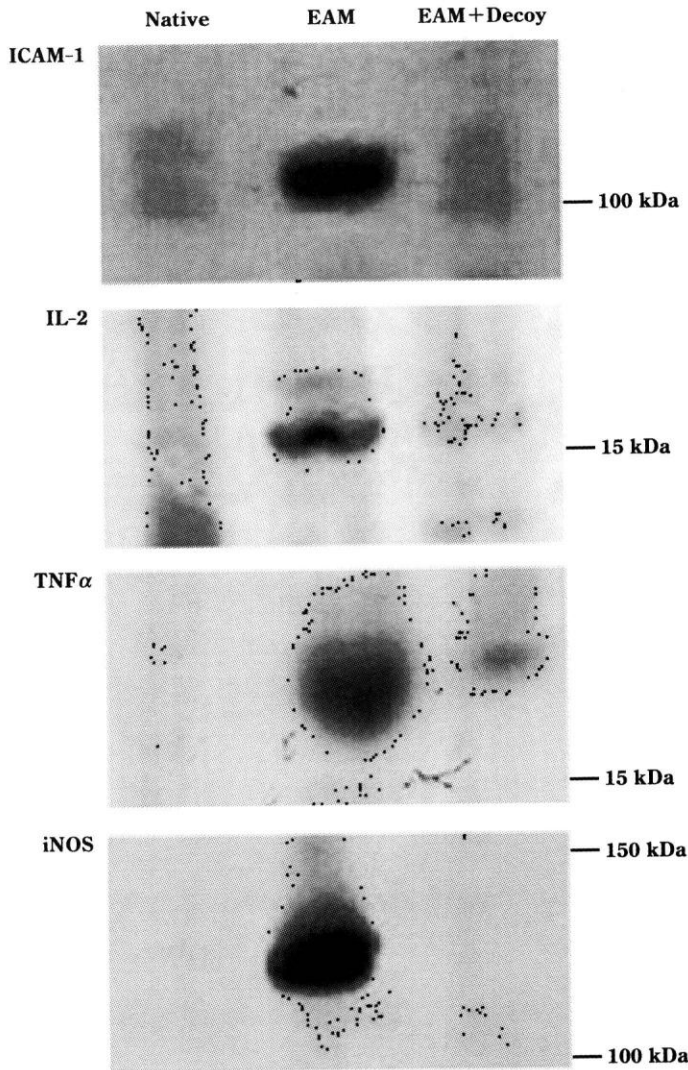 Native EAM EAM+Decoy
ICAM-1
100 kDa
IL-2
15 kDa
TNFα
15 kDa
iNOS
150 kDa
100 kDa